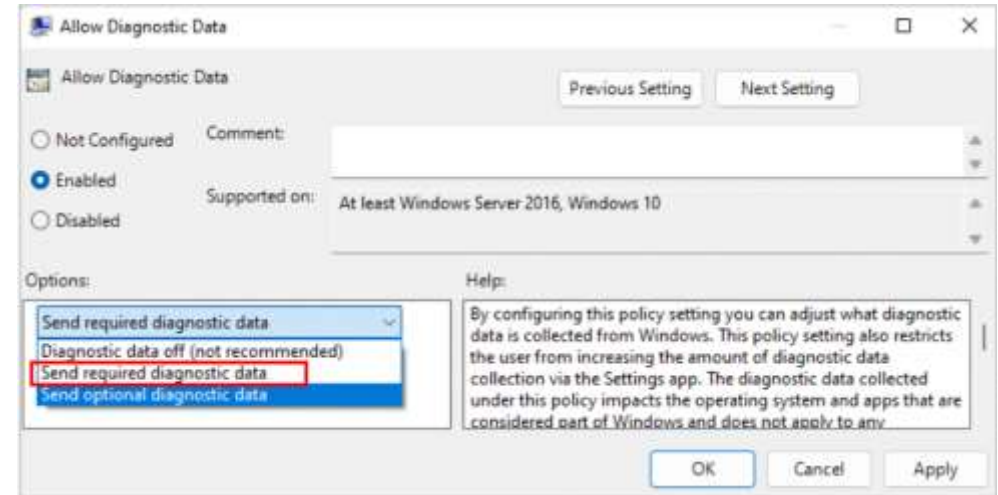 Allow Diagnostic Data
Allow Diagnostic Data
Previous Setting
Next Setting
Not Configured
Enabled
Disabled
Comment:
Supported on:
At least Windows Server 2016, Windows 10
Options:
Send required diagnostic data
Diagnostic data off (not recommended)
Send required diagnostic data
Send optional diagnostic data
Help:
By configuring this policy setting you can adjust what diagnostic
data is collected from Windows. This policy setting also restricts
the user from increasing the amount of diagnostic data
collection via the Settings app. The diagnostic data collected
under this policy impacts the operating system and apps that are
considered part of Windows and does not apply to any
OK
Cancel
Apply